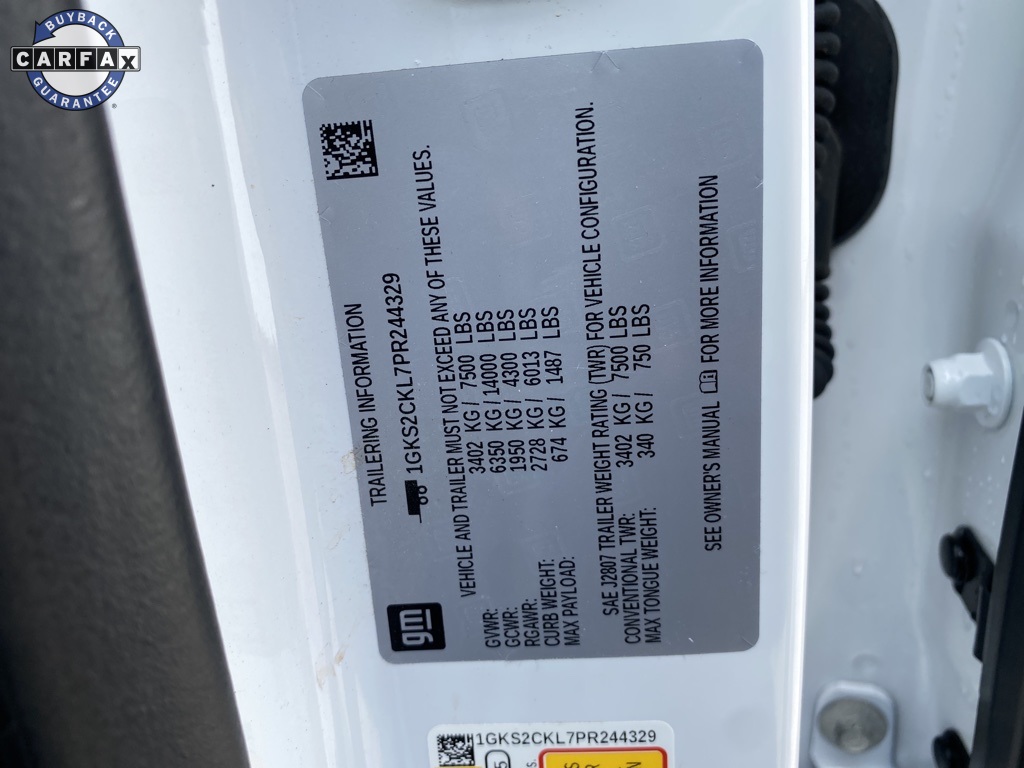 BUYBACK
CARFAX
GUARANTEE
®
TRAILERING INFORMATION
1GKS2CKL7PR244329
gm
VEHICLE AND TRAILER MUST NOT EXCEED ANY OF THESE VALUES.
GVWR: 3402 KG / 7500 LBS
GCWR: 6350 KG / 14000 LBS
RGAWR: 1950 KG / 4300 LBS
CURB WEIGHT: 2728 KG / 6013 LBS
MAX PAYLOAD: 674 KG / 1487 LBS
SAE J2807 TRAILER WEIGHT RATING (TWR) FOR VEHICLE CONFIGURATION.
CONVENTIONAL TWR: 3402 KG / 7500 LBS
MAX TONGUE WEIGHT: 340 KG / 750 LBS
SEE OWNER'S MANUAL FOR MORE INFORMATION
1GKS2CKL7PR244329